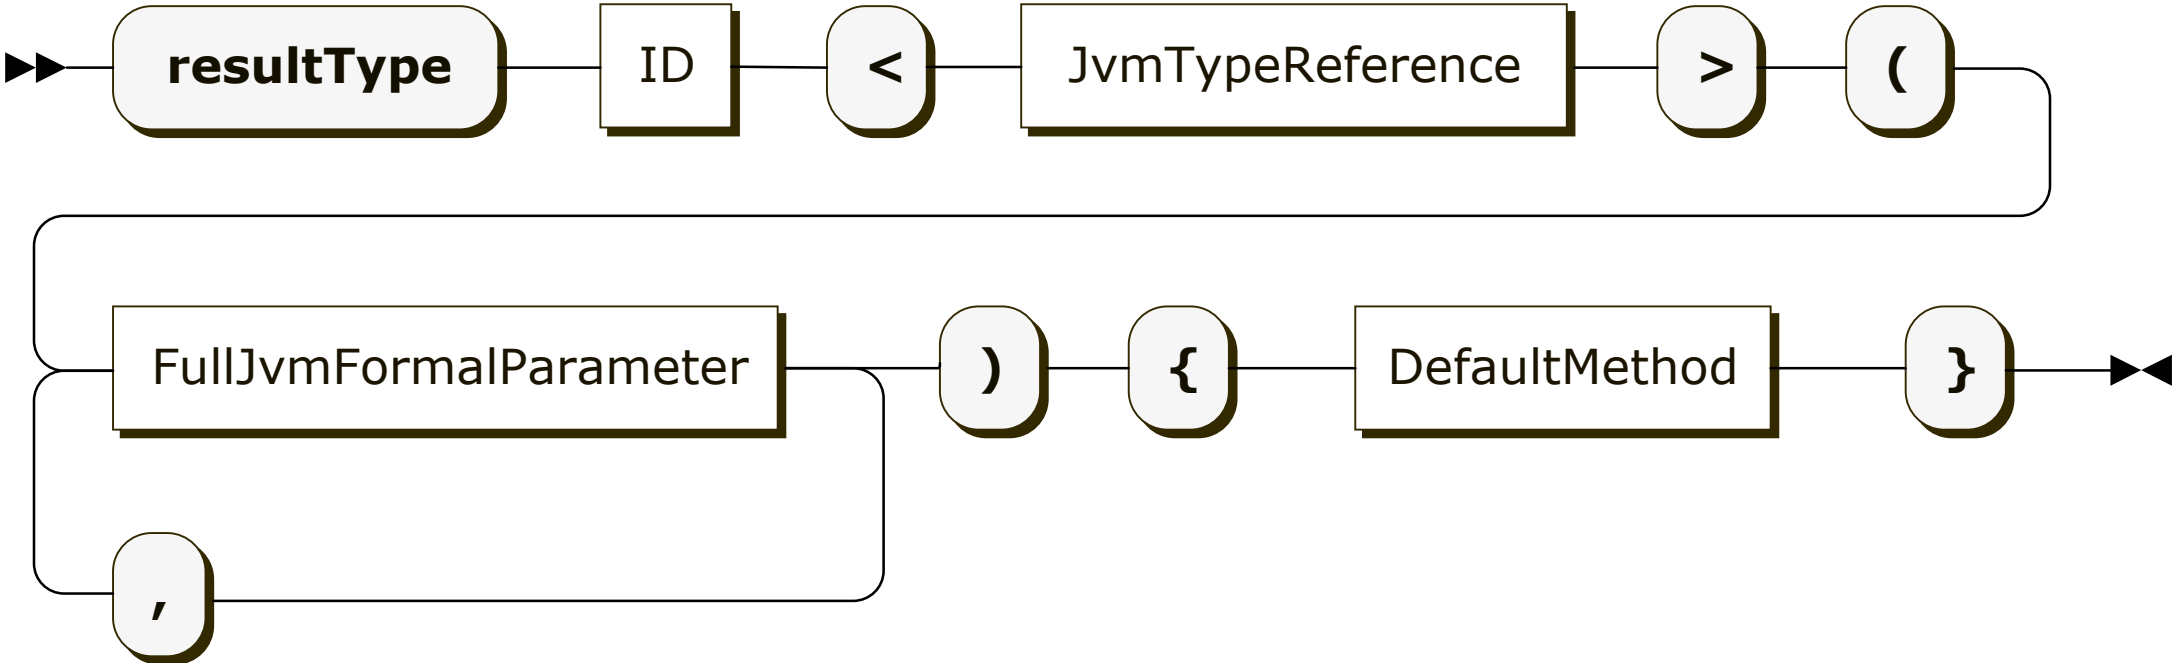 resultType ID < JvmTypeReference > (
FullJvmFormalParameter ) { DefaultMethod }
,